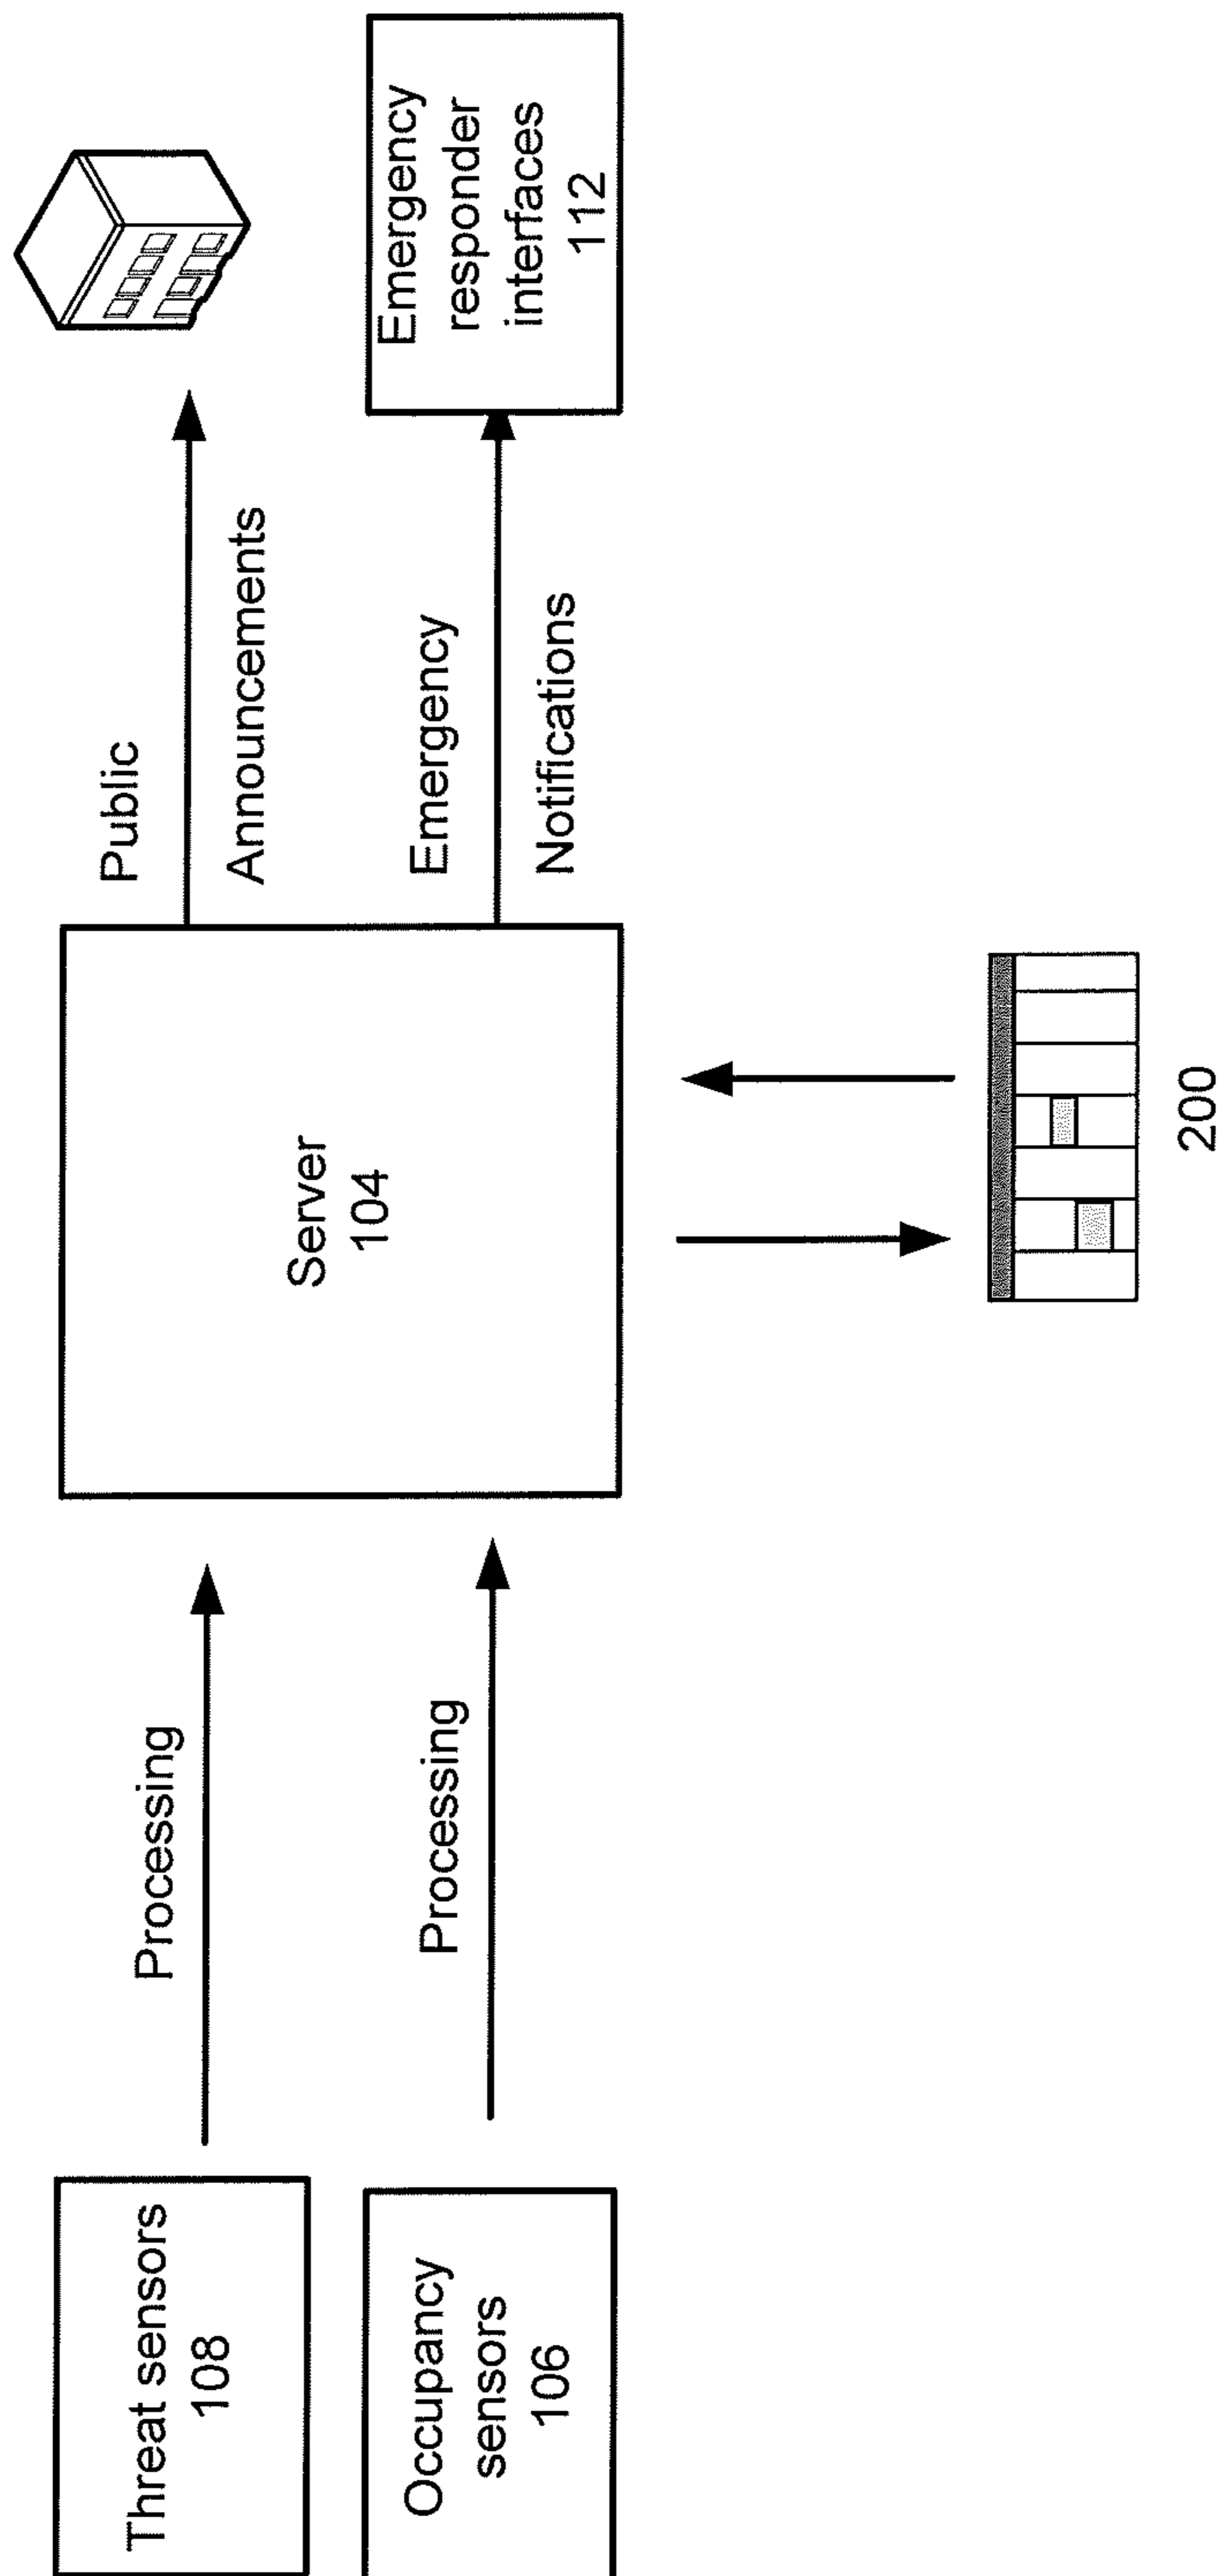 Threat sensors
108
Occupancy
sensors
106
Processing
Processing
Server
104
Public
Announcements
Emergency
Notifications
Emergency
responder
interfaces
112
200